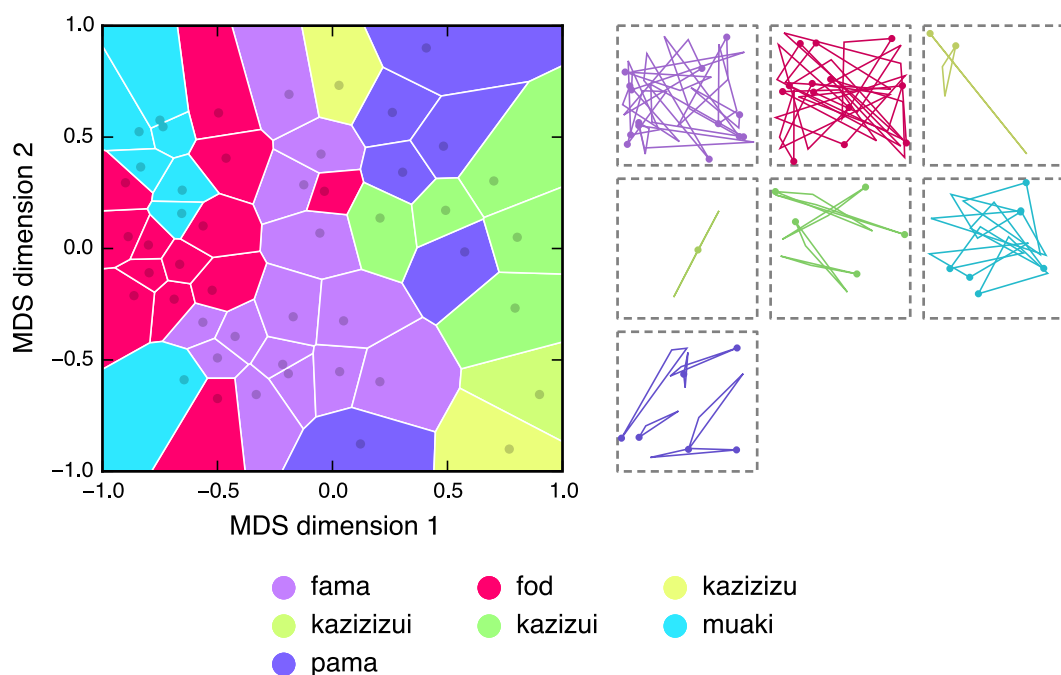 1.0
0.5
0.0
−0.5
−1.0
MDS dimension 2
−1.0 −0.5 0.0 0.5 1.0
MDS dimension 1
fama fod kazizizu
kazizizui kazizui muaki
pama